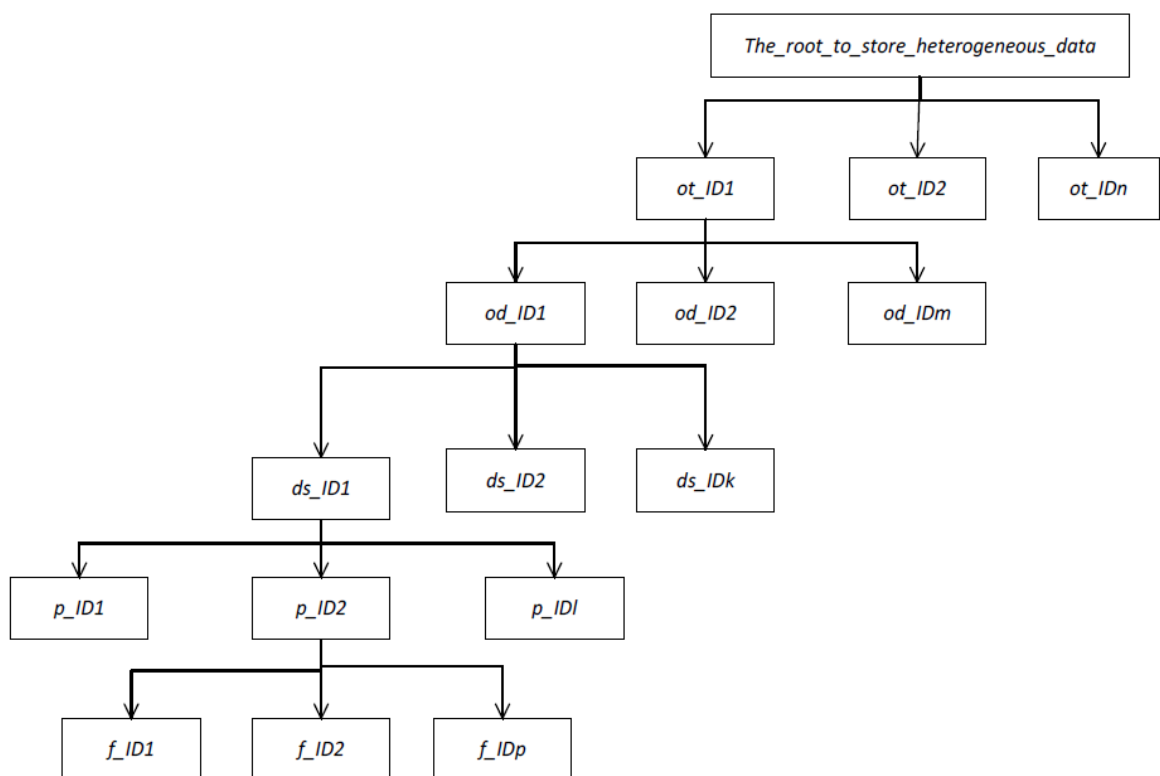 The_root_to_store_heterogeneous_data
ot_ID1
ot_ID2
ot_IDn
od_ID1
od_ID2
od_IDm
ds_ID1
ds_ID2
ds_IDk
p_ID1
p_ID2
p_IDl
f_ID1
f_ID2
f_IDp